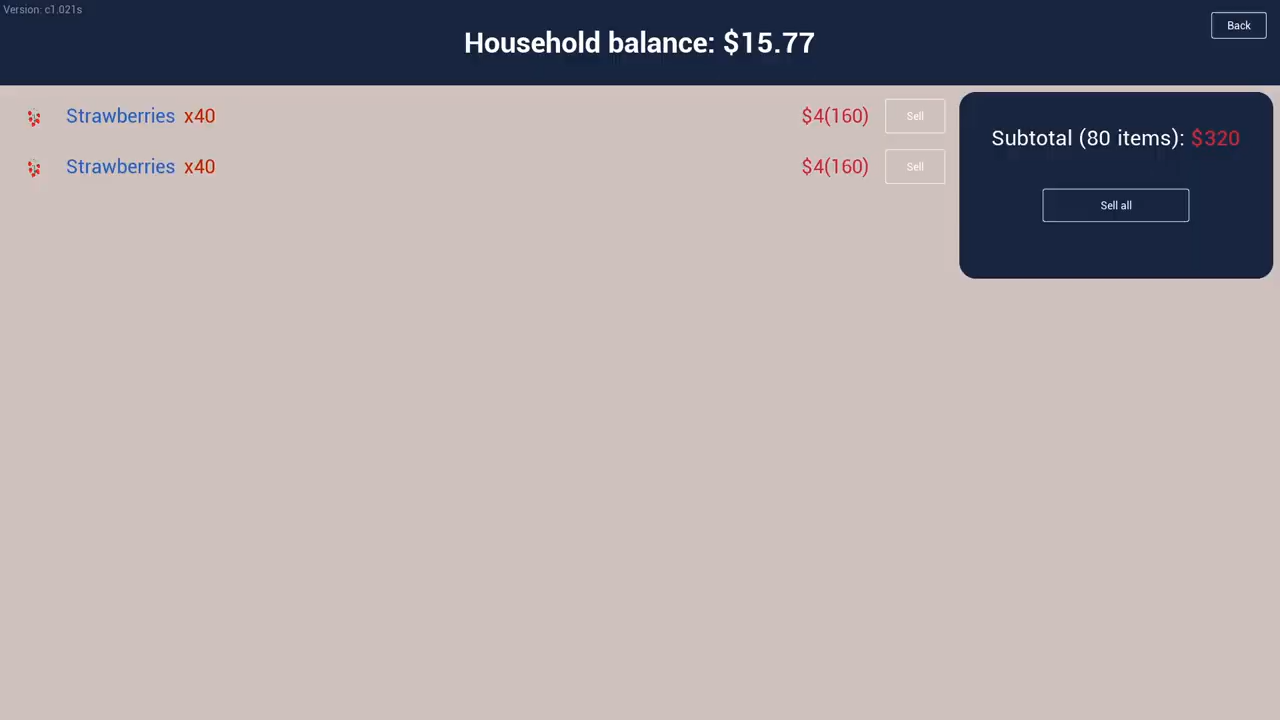 Version: c1.021s
Household balance: $15.77
Back
Strawberries x40 $4(160) Sell
Strawberries x40 $4(160) Sell
Subtotal (80 items): $320
Sell all